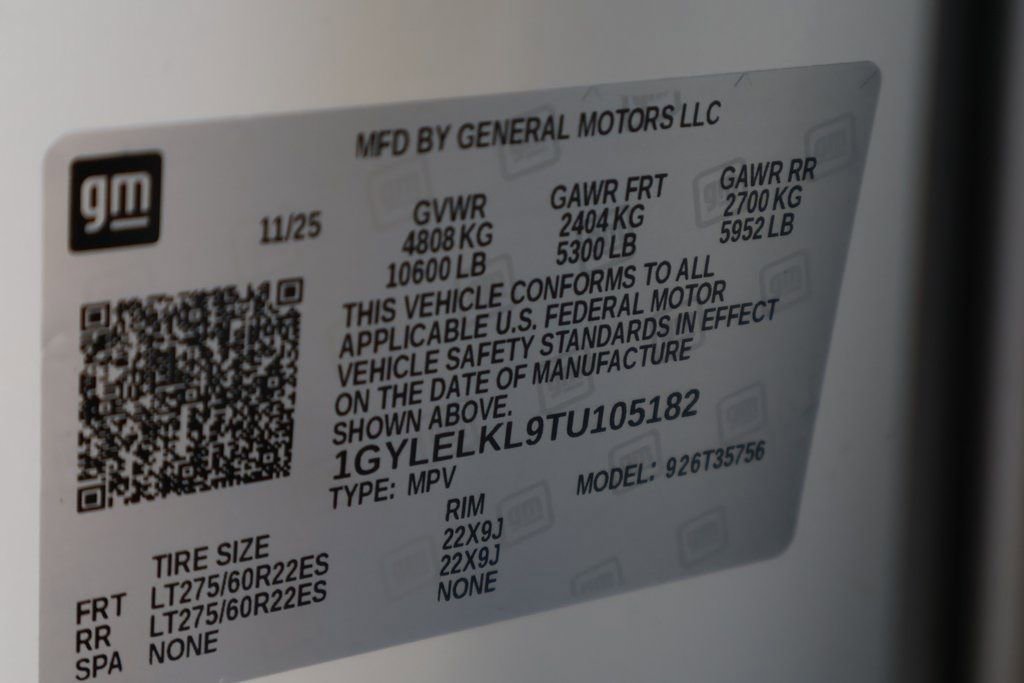 MFD BY GENERAL MOTORS LLC
gm
11/25
GVWR GAWR FRT GAWR RR
4808 KG 2404 KG 2700 KG
10600 LB 5300 LB 5952 LB
THIS VEHICLE CONFORMS TO ALL
APPLICABLE U.S. FEDERAL MOTOR
VEHICLE SAFETY STANDARDS IN EFFECT
ON THE DATE OF MANUFACTURE
SHOWN ABOVE.
1GYLELKL9TU105182
TYPE: MPV MODEL: 926T35756
TIRE SIZE RIM
FRT LT275/60R22ES 22X9J
RR LT275/60R22ES 22X9J
SPA NONE NONE